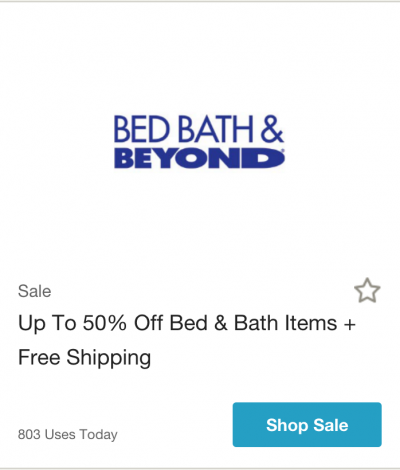 BED BATH &
BEYOND
Sale
Up To 50% Off Bed & Bath Items +
Free Shipping
803 Uses Today
Shop Sale